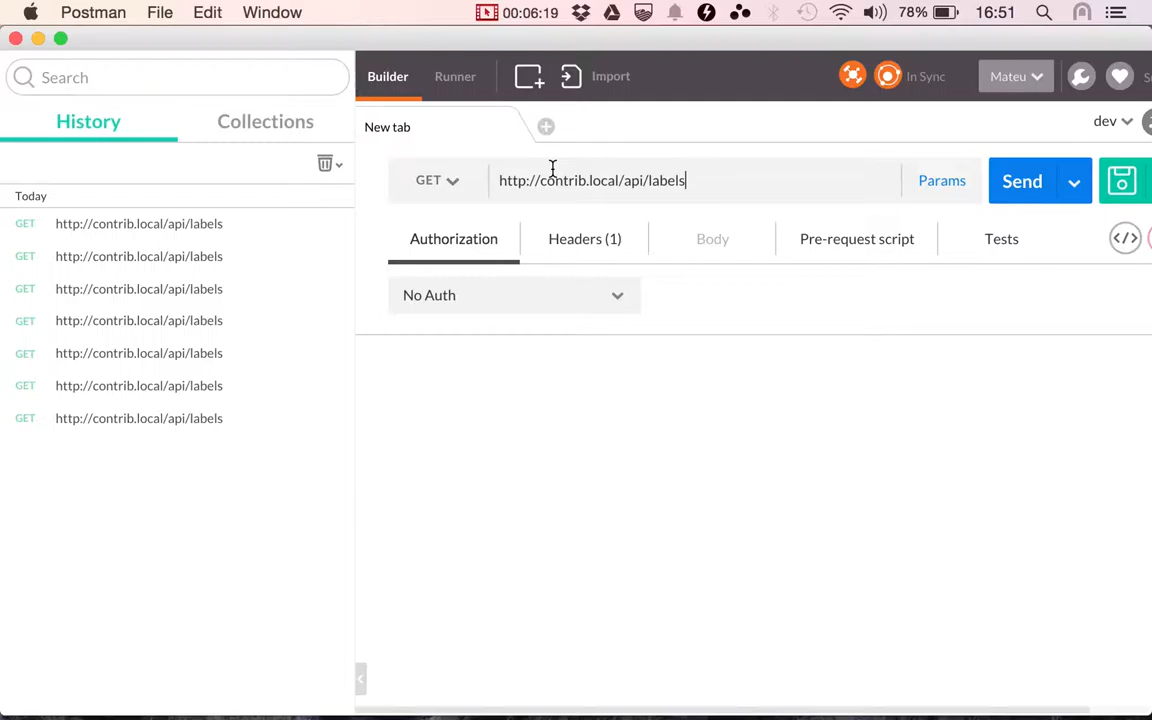 Postman File Edit Window 00:06:19 78% 16:51
Search
Builder Runner Import In Sync Mateu
History Collections
New tab dev
GET http://contrib.local/api/labels Params Send
Today
Authorization Headers (1) Body Pre-request script Tests
No Auth
GET http://contrib.local/api/labels
GET http://contrib.local/api/labels
GET http://contrib.local/api/labels
GET http://contrib.local/api/labels
GET http://contrib.local/api/labels
GET http://contrib.local/api/labels
GET http://contrib.local/api/labels